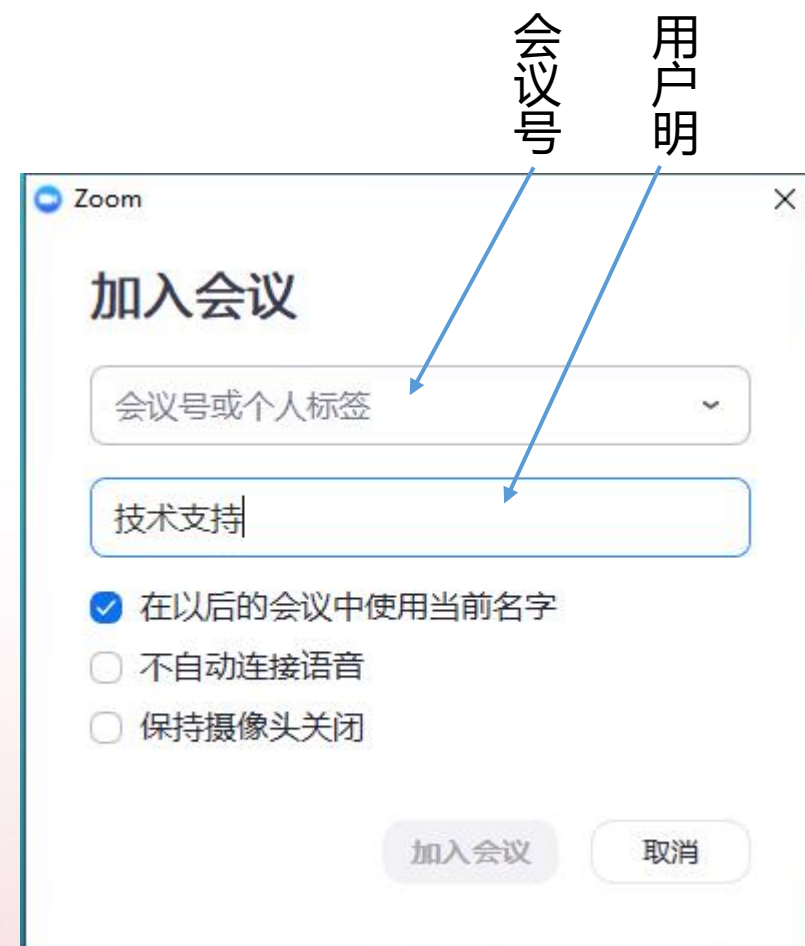 会议号
用户明
Zoom
加入会议
会议号或个人标签
技术支持
在以后的会议中使用当前名字
不自动连接语音
保持摄像头关闭
加入会议
取消